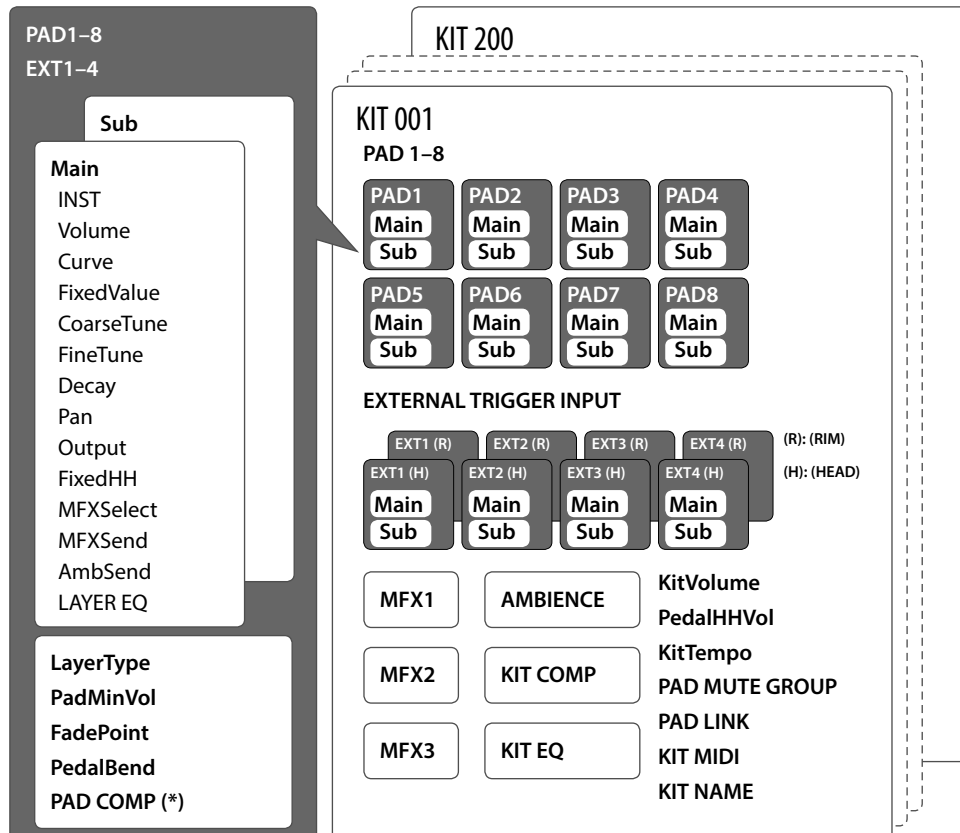 PAD1–8
EXT1–4
Sub
Main
INST
Volume
Curve
FixedValue
CoarseTune
FineTune
Decay
Pan
Output
FixedHH
MFXSelect
MFXSend
AmbSend
LAYER EQ
LayerType
PadMinVol
FadePoint
PedalBend
PAD COMP (*)
KIT 200
KIT 001
PAD 1–8
PAD1 PAD2 PAD3 PAD4
Main Main Main Main
Sub Sub Sub Sub
PAD5 PAD6 PAD7 PAD8
Main Main Main Main
Sub Sub Sub Sub
EXTERNAL TRIGGER INPUT
EXT1 (R) EXT2 (R) EXT3 (R) EXT4 (R) (R): (RIM)
EXT1 (H) EXT2 (H) EXT3 (H) EXT4 (H) (H): (HEAD)
Main Main Main Main
Sub Sub Sub Sub
MFX1 AMBIENCE
MFX2 KIT COMP
MFX3 KIT EQ
KitVolume
PedalHHVol
KitTempo
PAD MUTE GROUP
PAD LINK
KIT MIDI
KIT NAME